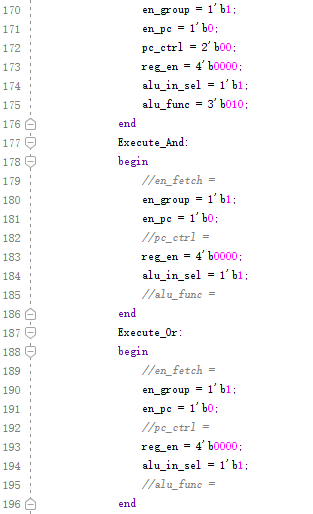 170 en_group = 1'b1;
171 en_pc = 1'b0;
172 pc_ctrl = 2'b00;
173 reg_en = 4'b0000;
174 alu_in_sel = 1'b1;
175 alu_func = 3'b010;
176 end
177 Execute_And:
178 begin
179 //en_fetch =
180 en_group = 1'b1;
181 en_pc = 1'b0;
182 //pc_ctrl =
183 reg_en = 4'b0000;
184 alu_in_sel = 1'b1;
185 //alu_func =
186 end
187 Execute_Or:
188 begin
189 //en_fetch =
190 en_group = 1'b1;
191 en_pc = 1'b0;
192 //pc_ctrl =
193 reg_en = 4'b0000;
194 alu_in_sel = 1'b1;
195 //alu_func =
196 end